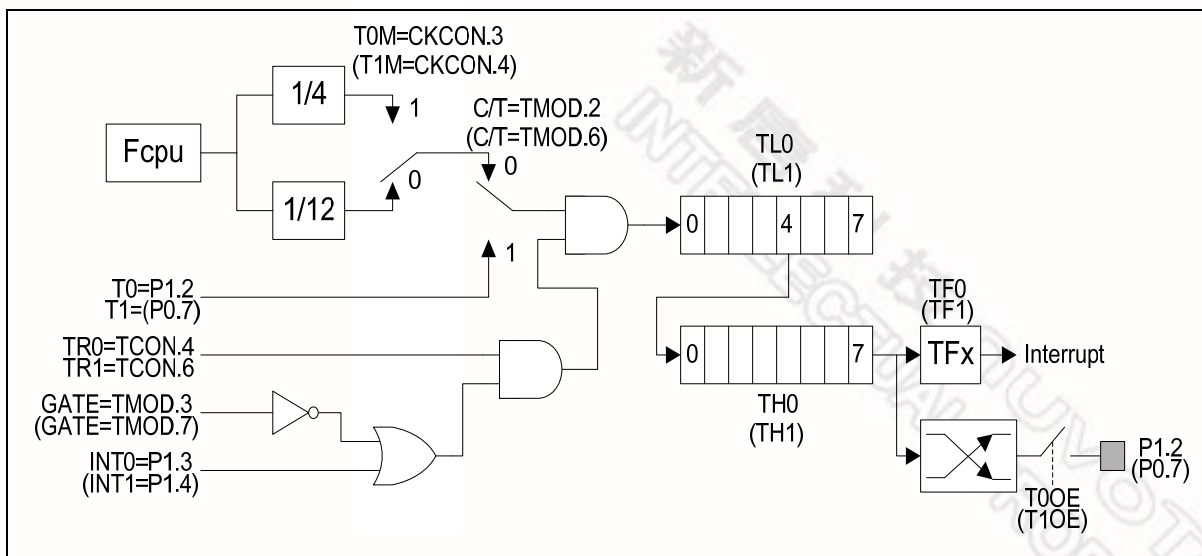 T0M=CKCON.3
(T1M=CKCON.4)
1/4
1
C/T=TMOD.2
(C/T=TMOD.6)
Fcpu
0
0
TL0
(TL1)
1/12
0 4 7
1
T0=P1.2
T1=(P0.7)
TF0
(TF1)
TR0=TCON.4
TR1=TCON.6
0 7
TFx
Interrupt
GATE=TMOD.3
(GATE=TMOD.7)
TH0
(TH1)
INT0=P1.3
(INT1=P1.4)
P1.2
(P0.7)
T0OE
(T1OE)